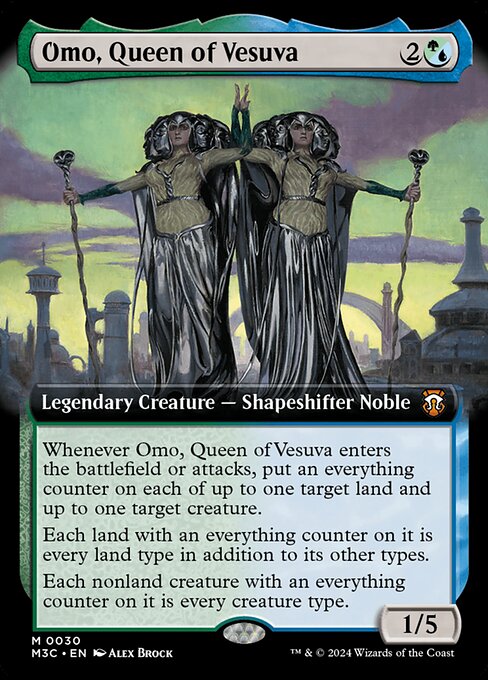 Omo, Queen of Vesuva 2
Legendary Creature — Shapeshifter Noble
Whenever Omo, Queen of Vesuva enters
the battlefield or attacks, put an everything
counter on each of up to one target land and
up to one target creature.
Each land with an everything counter on it is
every land type in addition to its other types.
Each nonland creature with an everything
counter on it is every creature type.
1/5
M 0030
M3C • EN Alex Brock
™ & © 2024 Wizards of the Coast